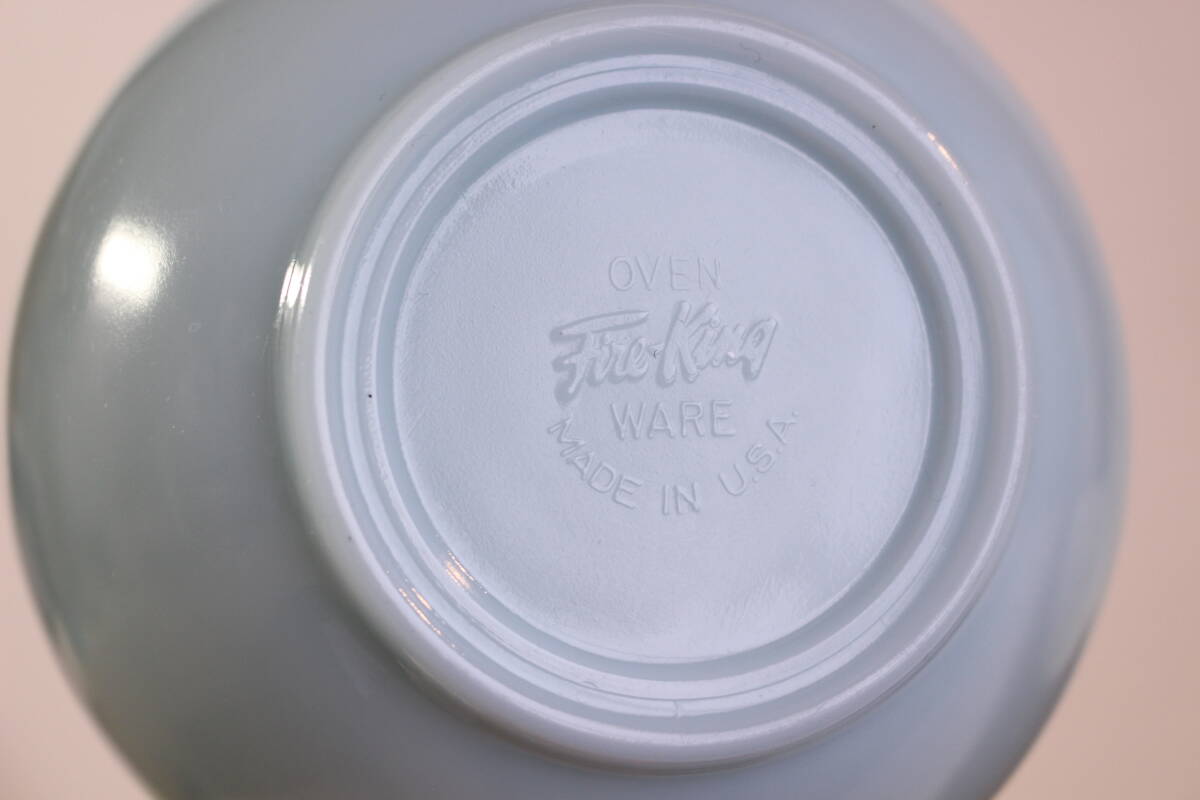 OVEN
Fire-King
WARE
MADE IN U.S.A.